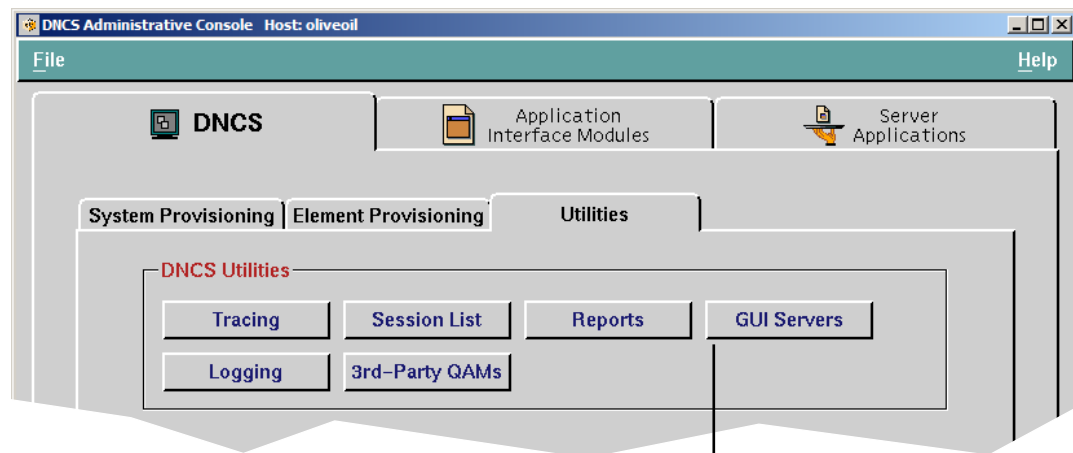 DNCS Administrative Console Host: oliveoil
File Help
DNCS
Application
Interface Modules
Server
Applications
System Provisioning Element Provisioning Utilities
DNCS Utilities
Tracing Session List Reports GUI Servers
Logging 3rd-Party QAMs